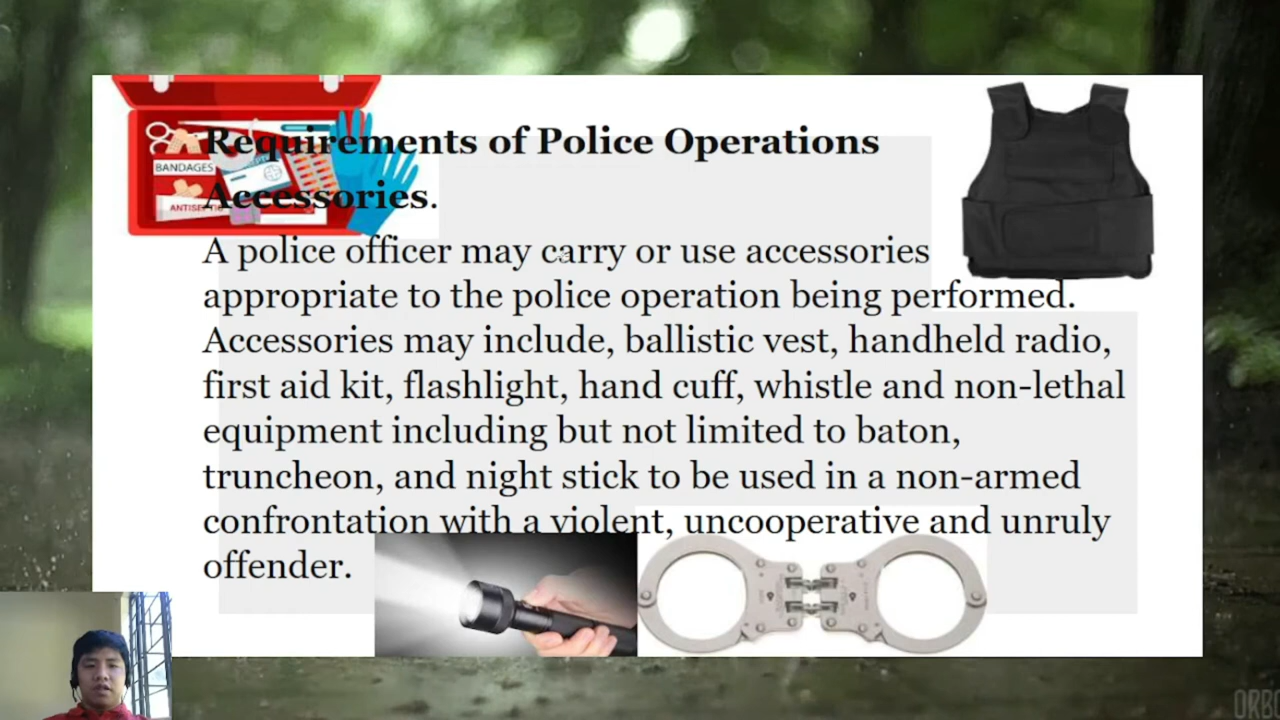 Requirements of Police Operations
Accessories.
BANDAGES
A police officer may carry or use accessories
appropriate to the police operation being performed.
Accessories may include, ballistic vest, handheld radio,
first aid kit, flashlight, hand cuff, whistle and non-lethal
equipment including but not limited to baton,
truncheon, and night stick to be used in a non-armed
confrontation with a violent, uncooperative and unruly
offender.